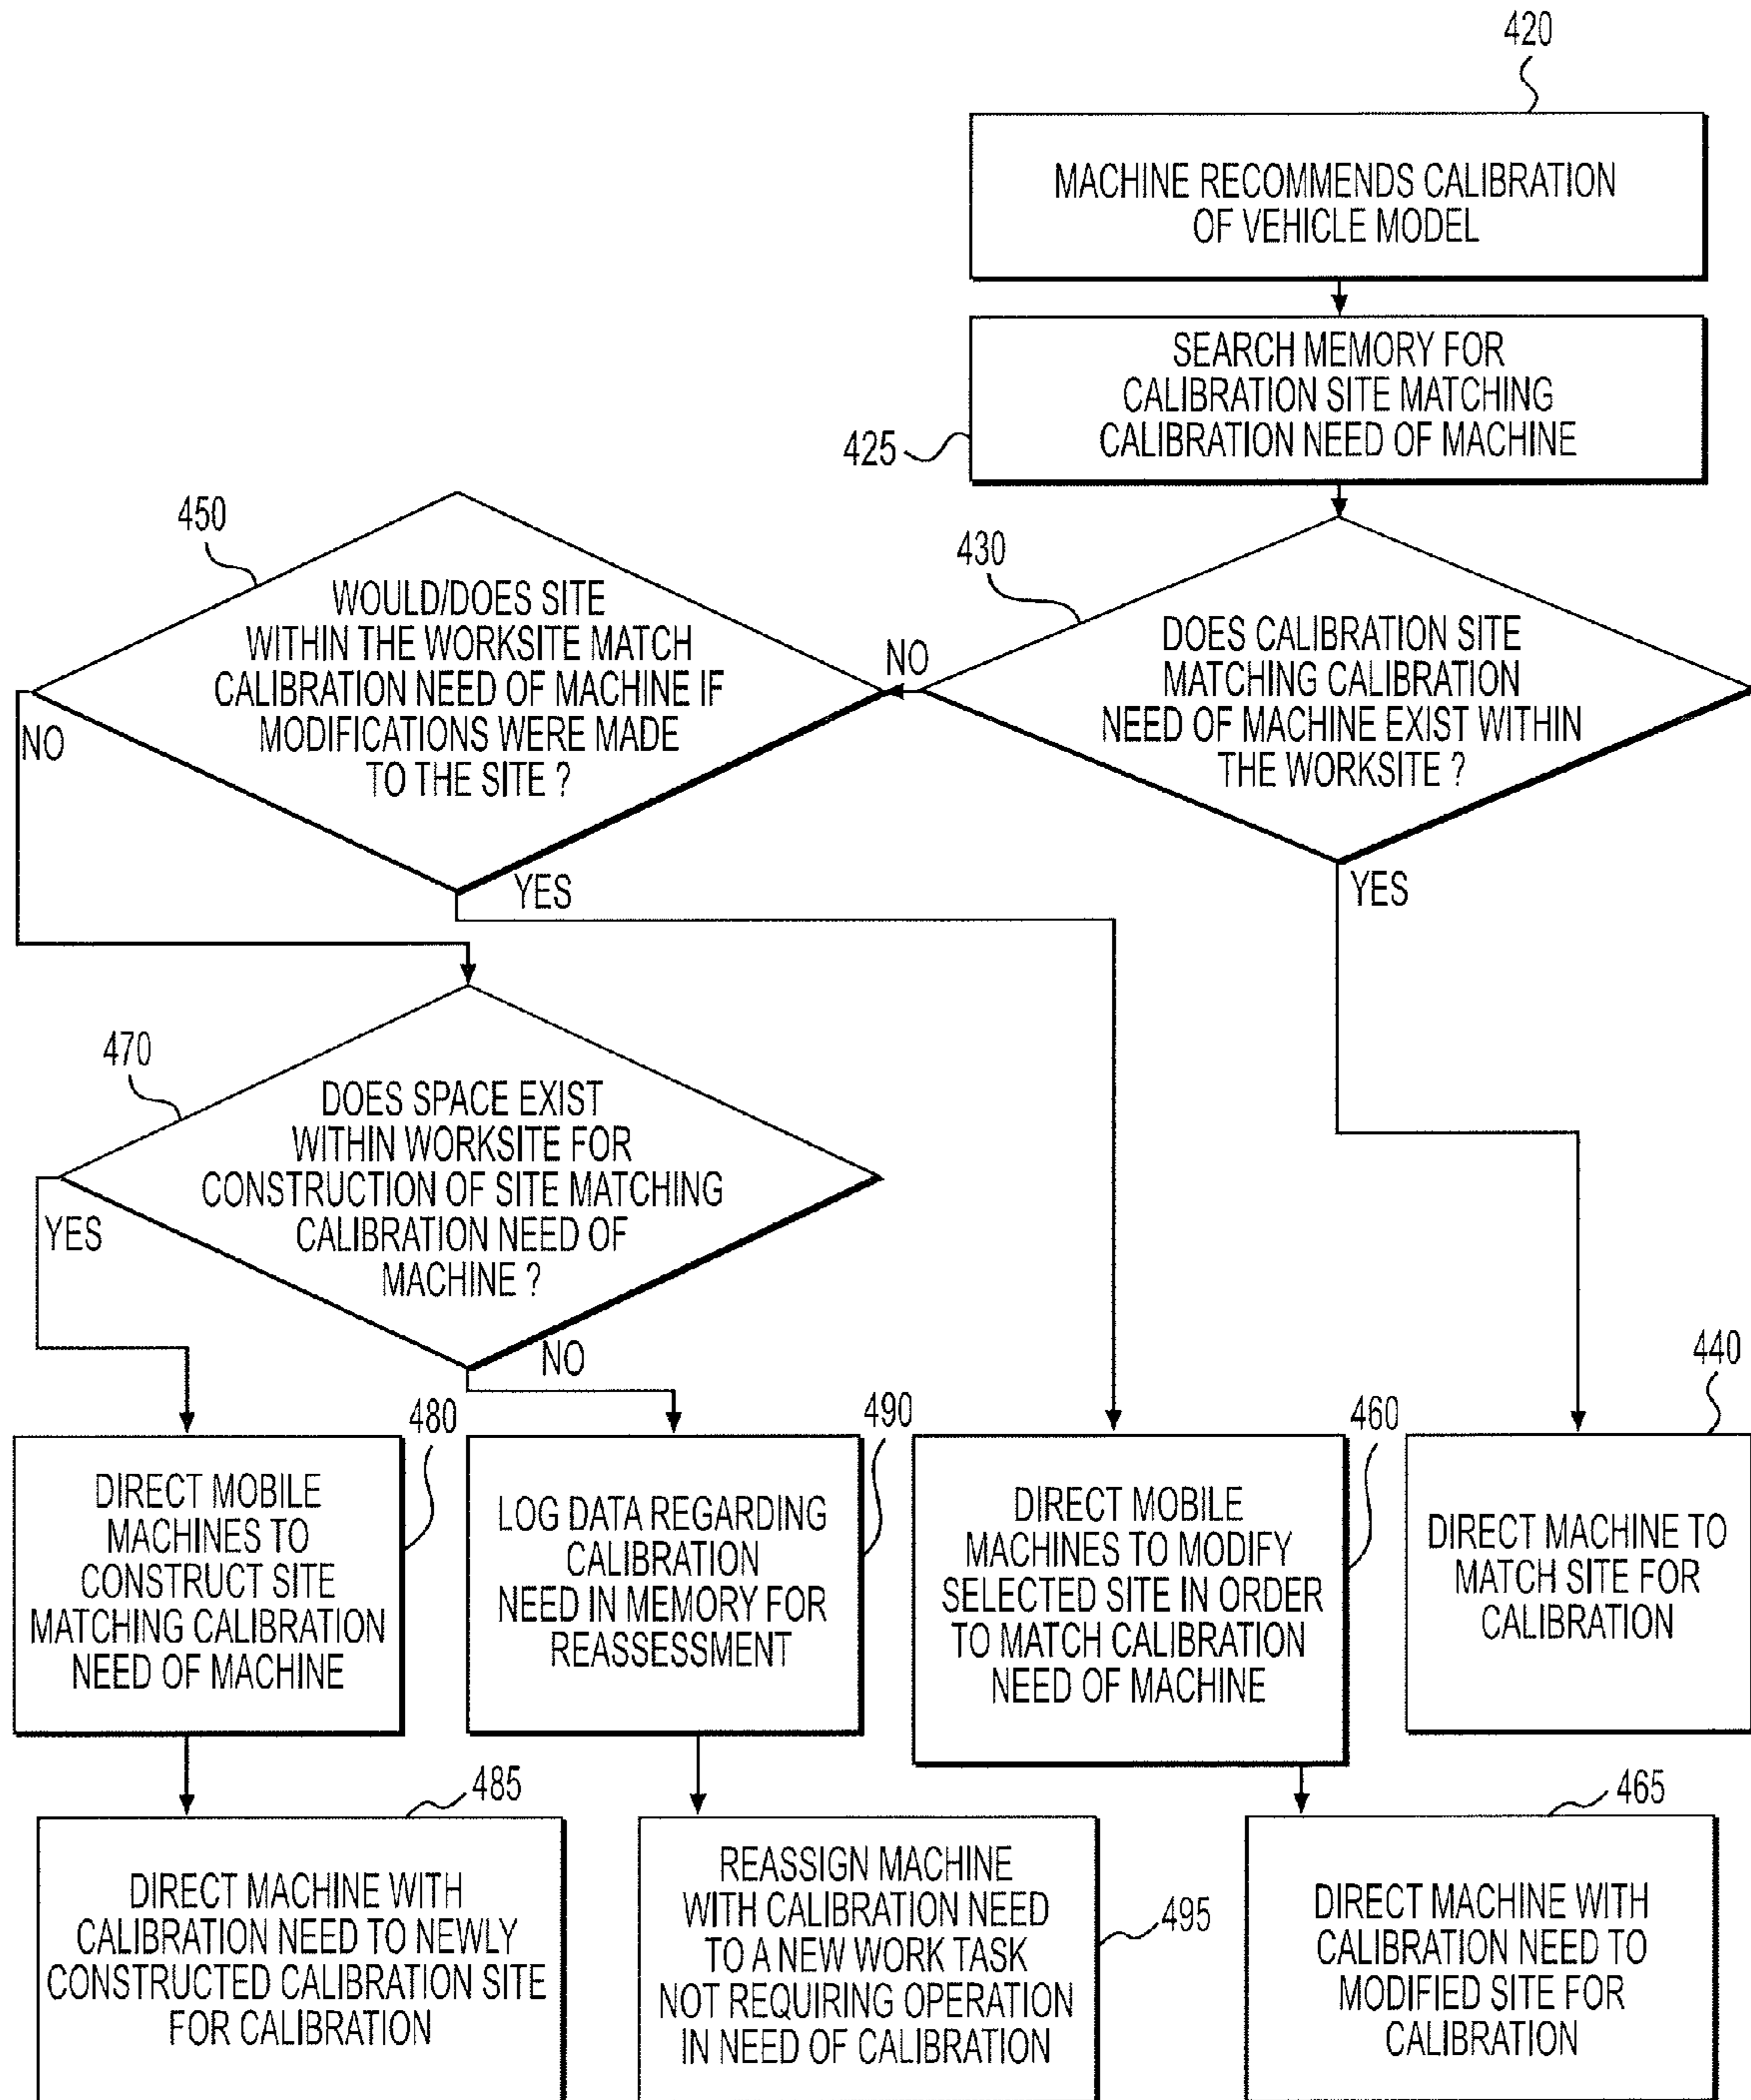 420
MACHINE RECOMMENDS CALIBRATION
OF VEHICLE MODEL
SEARCH MEMORY FOR
CALIBRATION SITE MATCHING
CALIBRATION NEED OF MACHINE
425
450
WOULD/DOES SITE
WITHIN THE WORKSITE MATCH
CALIBRATION NEED OF MACHINE IF
MODIFICATIONS WERE MADE
TO THE SITE ?
NO
YES
430
DOES CALIBRATION SITE
MATCHING CALIBRATION
NEED OF MACHINE EXIST WITHIN
THE WORKSITE ?
NO
YES
470
DOES SPACE EXIST
WITHIN WORKSITE FOR
CONSTRUCTION OF SITE MATCHING
CALIBRATION NEED OF
MACHINE ?
YES
NO
480
DIRECT MOBILE
MACHINES TO
CONSTRUCT SITE
MATCHING CALIBRATION
NEED OF MACHINE
490
LOG DATA REGARDING
CALIBRATION
NEED IN MEMORY FOR
REASSESSMENT
460
DIRECT MOBILE
MACHINES TO MODIFY
SELECTED SITE IN ORDER
TO MATCH CALIBRATION
NEED OF MACHINE
440
DIRECT MACHINE TO
MATCH SITE FOR
CALIBRATION
485
DIRECT MACHINE WITH
CALIBRATION NEED TO NEWLY
CONSTRUCTED CALIBRATION SITE
FOR CALIBRATION
REASSIGN MACHINE
WITH CALIBRATION NEED
TO A NEW WORK TASK
NOT REQUIRING OPERATION
IN NEED OF CALIBRATION
495
465
DIRECT MACHINE WITH
CALIBRATION NEED TO
MODIFIED SITE FOR
CALIBRATION